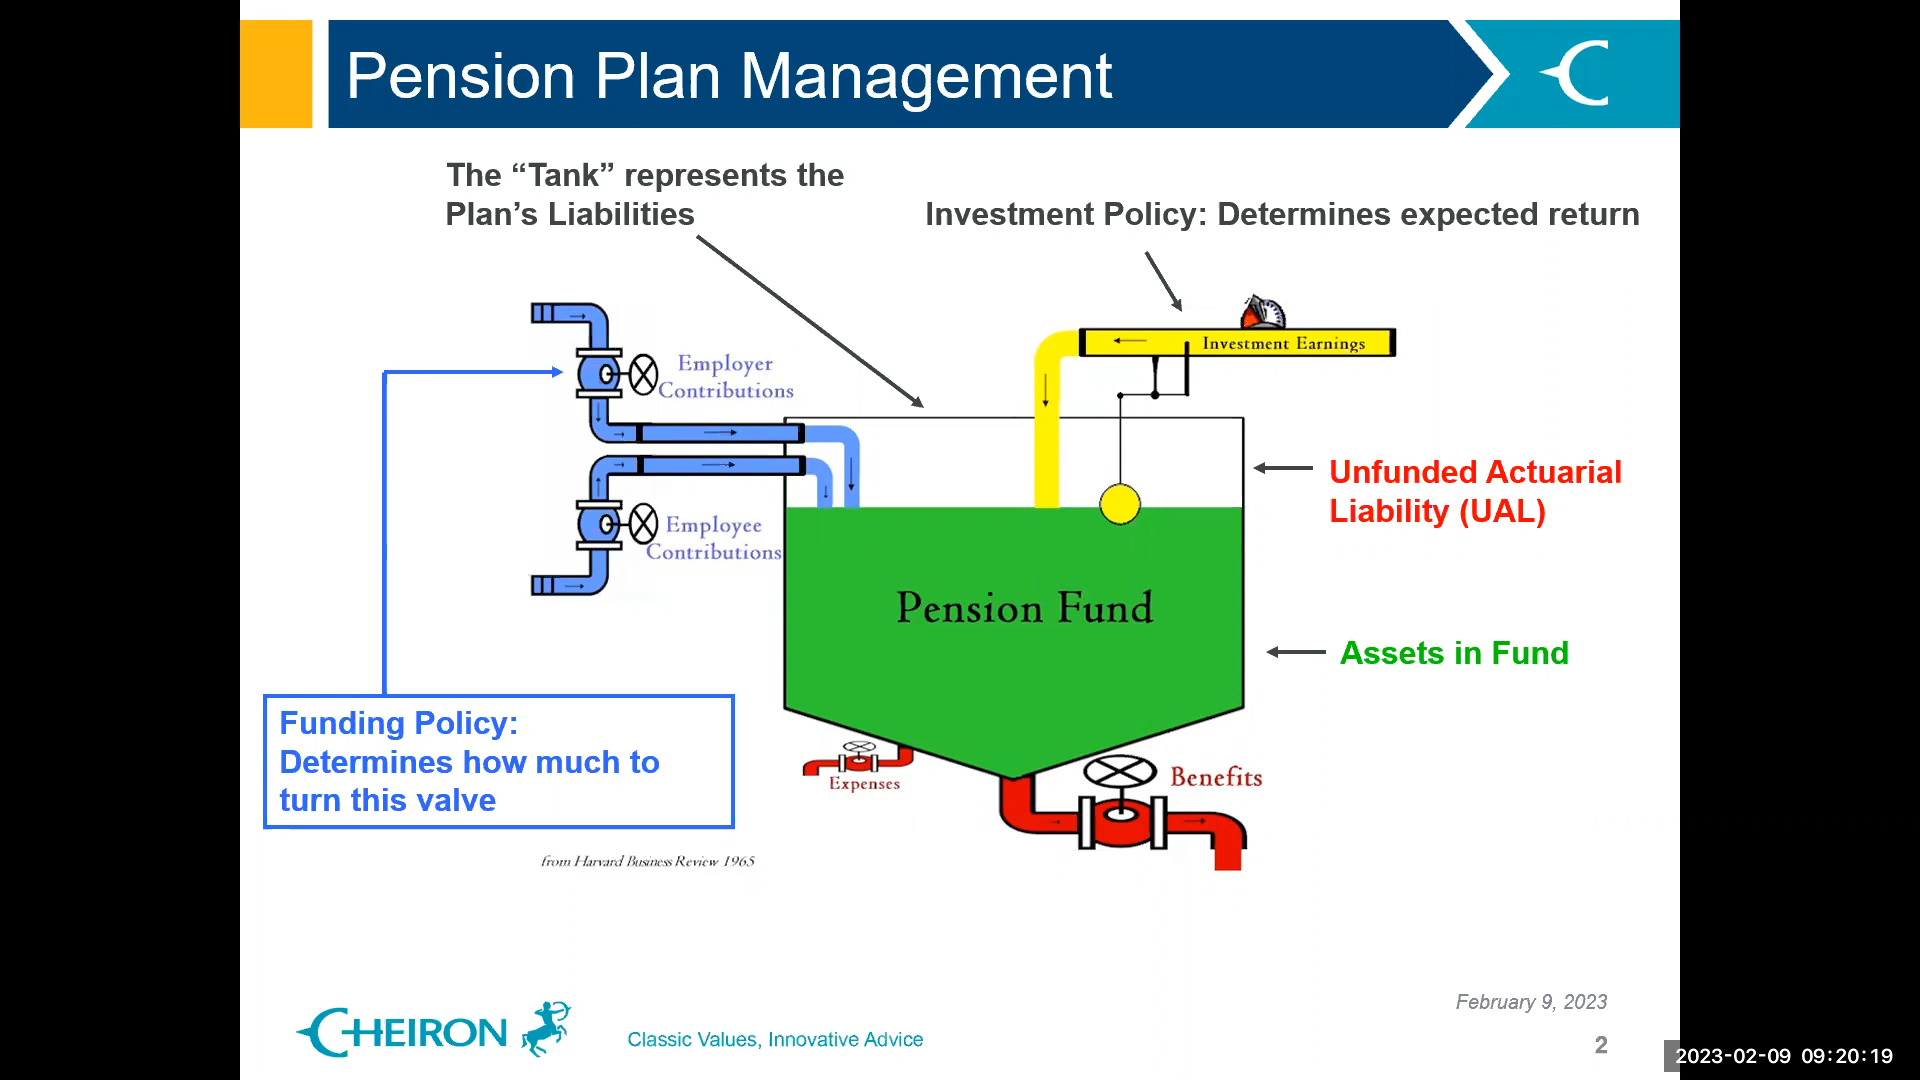 Pension Plan Management
The “Tank” represents the
Plan’s Liabilities
Investment Policy: Determines expected return
Investment Earnings
Employer
Contributions
Unfunded Actuarial
Liability (UAL)
Employee
Contributions
Pension Fund
Assets in Fund
Funding Policy:
Determines how much to
turn this valve
Expenses
Benefits
from Harvard Business Review 1965
February 9, 2023
CHEIRON
Classic Values, Innovative Advice
2
2023-02-09 09:20:19